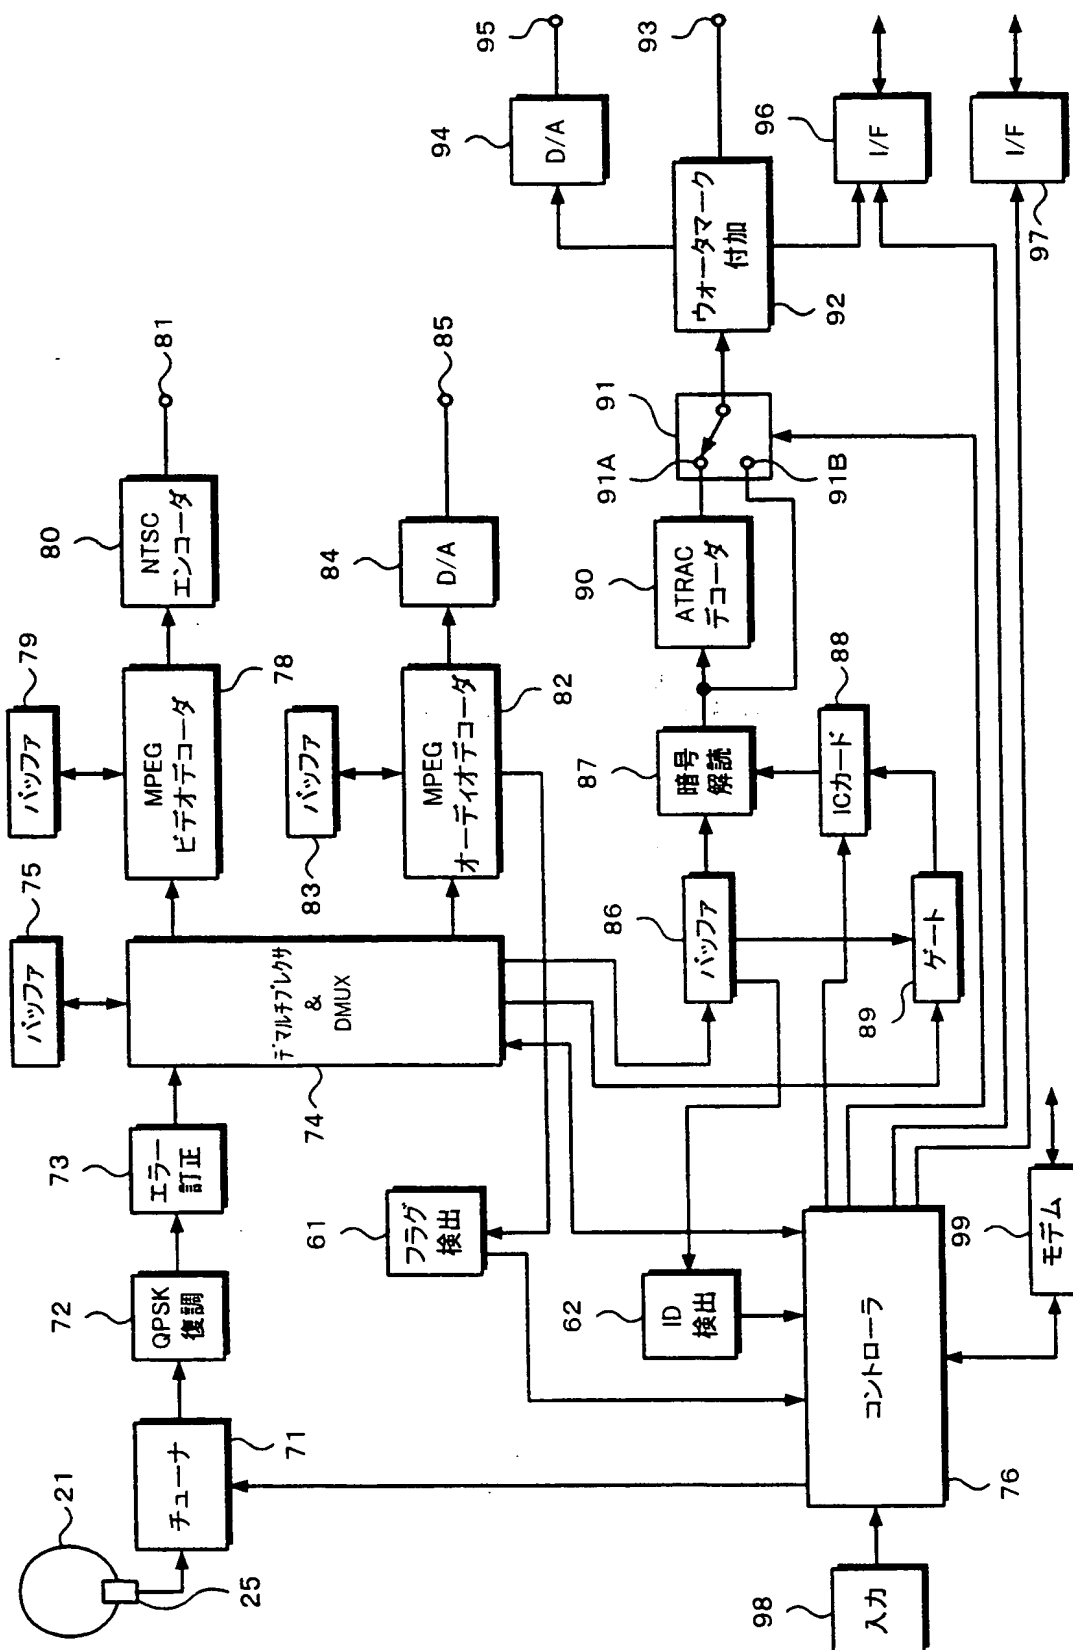 21
25
チューナ
71
72
QPSK
復調
73
エラー
訂正
75
バッファ
デマルチプレクサ
&
DMUX
74
79
バッファ
MPEG
ビデオデコーダ
78
80
NTSC
エンコーダ
81
バッファ
83
MPEG
オーディオデコーダ
82
84
D/A
85
61
フラグ
検出
62
ID
検出
86
バッファ
87
暗号
解読
90
ATRAC
デコーダ
91
91A
91B
ウォータマーク
付加
92
93
94
D/A
95
ICカード
88
89
ゲート
96
I/F
I/F
97
98
入力
コントローラ
76
99
モデム